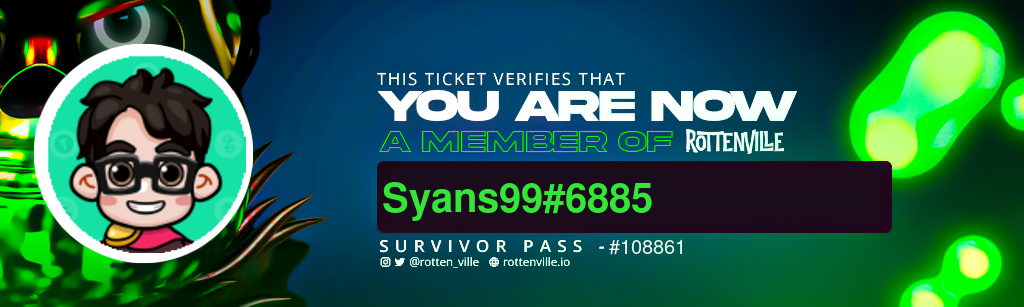 THIS TICKET VERIFIES THAT
YOU ARE NOW
A MEMBER OF ROTTENVILLE
Syans99#6885
SURVIVOR PASS - #108861
@rotten_ville rottenville.io